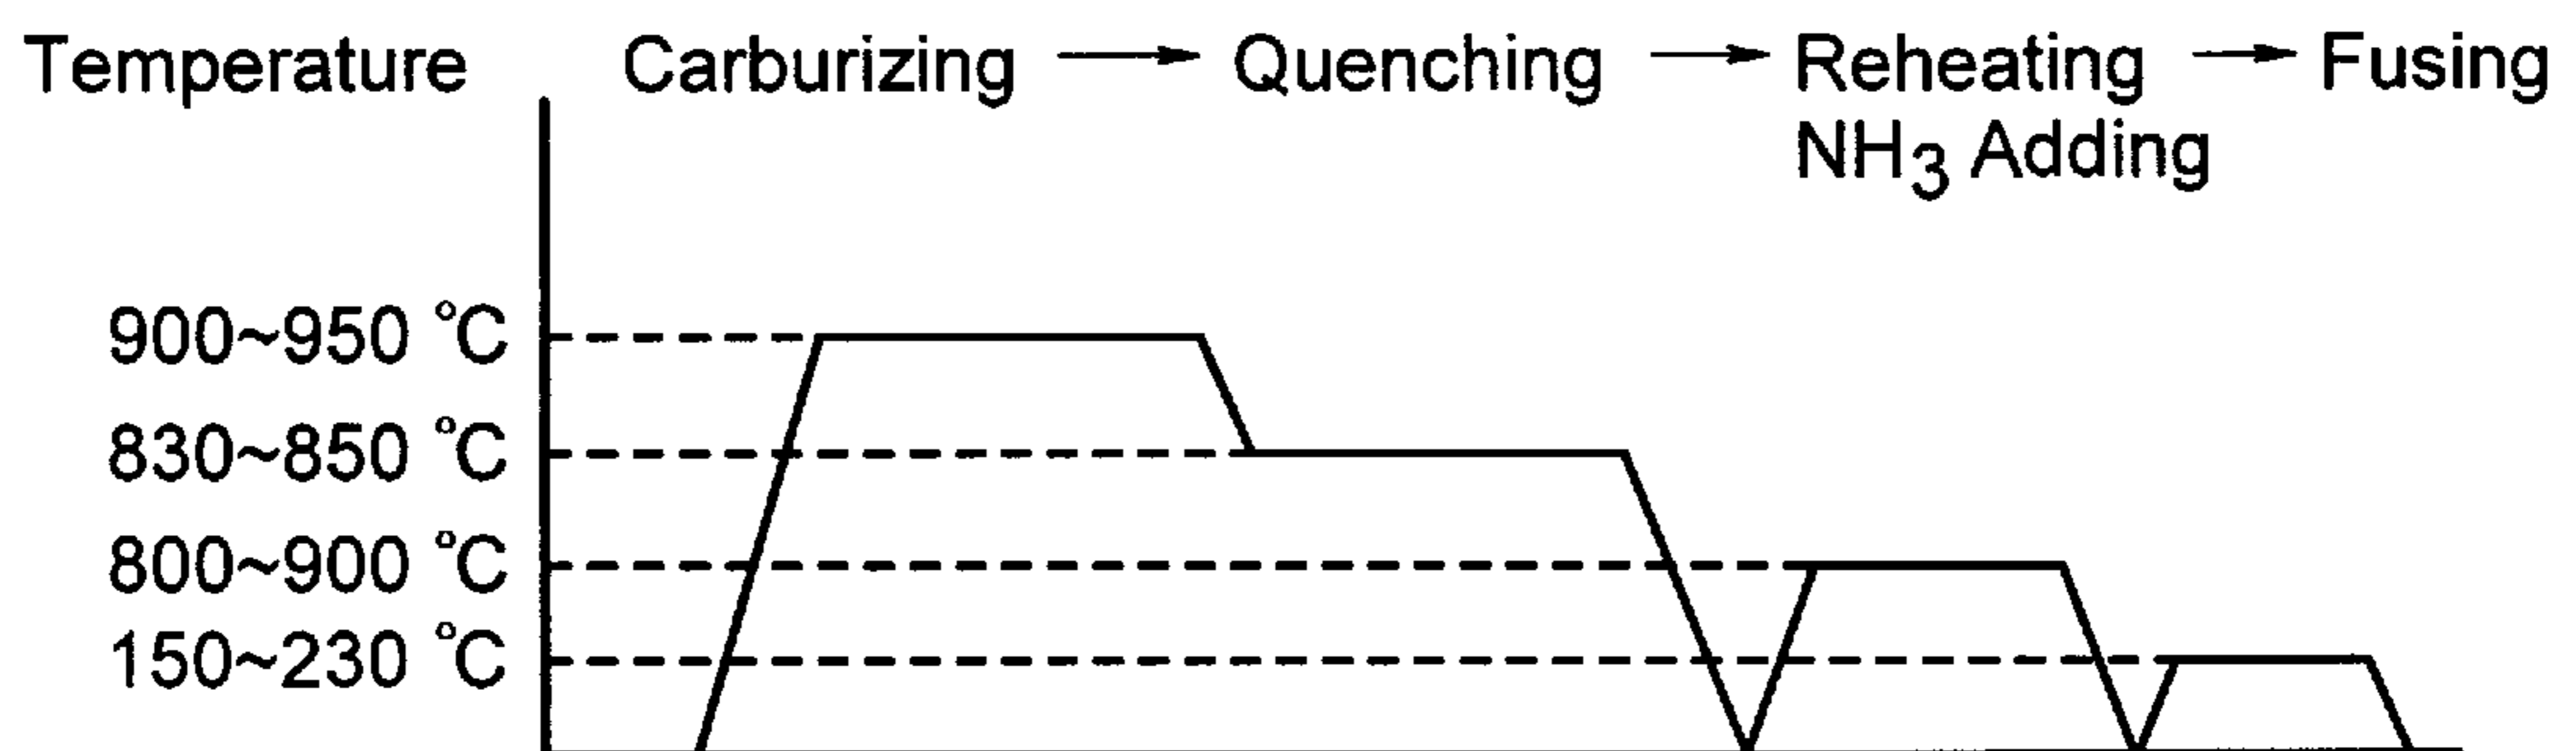 Temperature Carburizing → Quenching → Reheating → Fusing
NH3 Adding
900~950 °C
830~850 °C
800~900 °C
150~230 °C